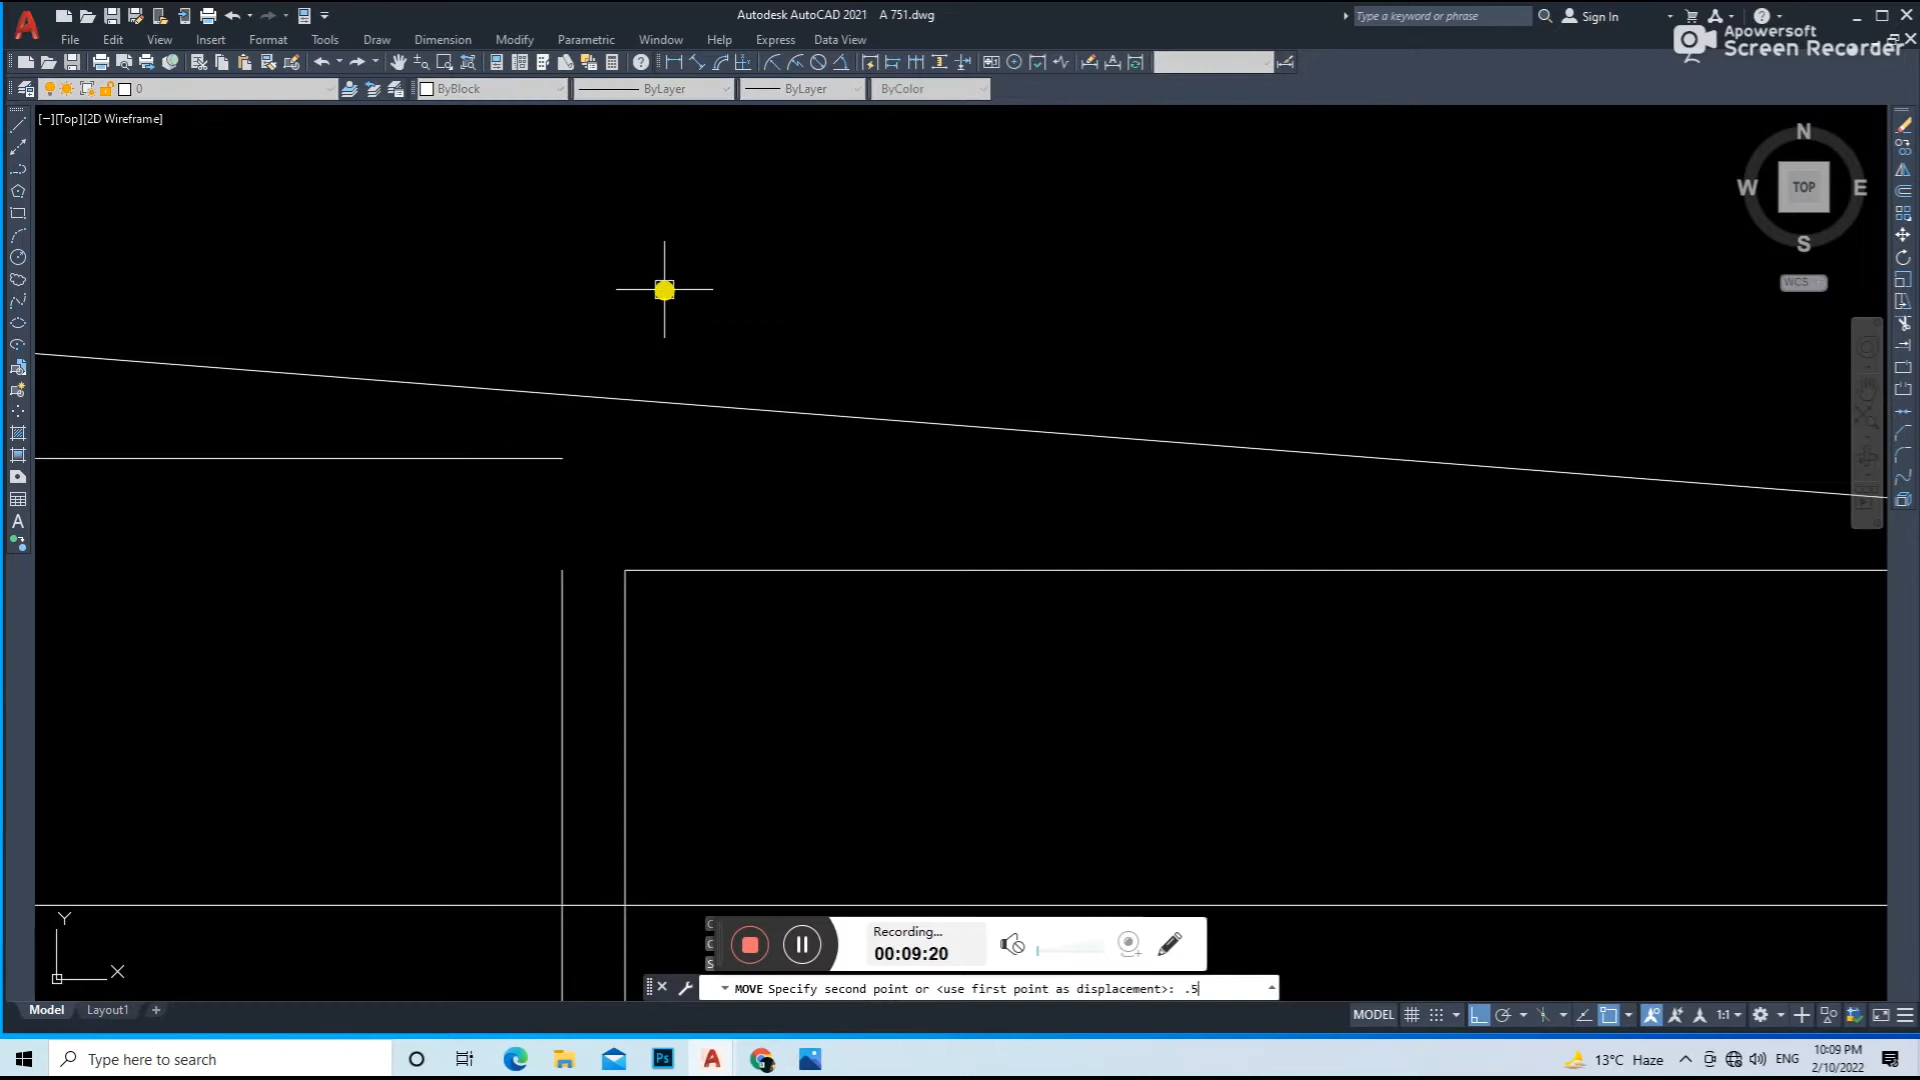 Autodesk AutoCAD 2021 A 751.dwg
Type a keyword or phrase
Sign In
Apowersoft
Screen Recorder
File Edit View Insert Format Tools Draw Dimension Modify Parametric Window Help Express Data View
0
ByBlock
ByLayer
ByLayer
ByColor
[−][Top][2D Wireframe]
N
W TOP E
S
WCS
A
Recording...
00:09:20
C
C
S
Y
X
MOVE Specify second point or <use first point as displacement>: .5
Model Layout1 +
MODEL
1:1
Type here to search
Ps
13°C Haze
ENG
10:09 PM
2/10/2022